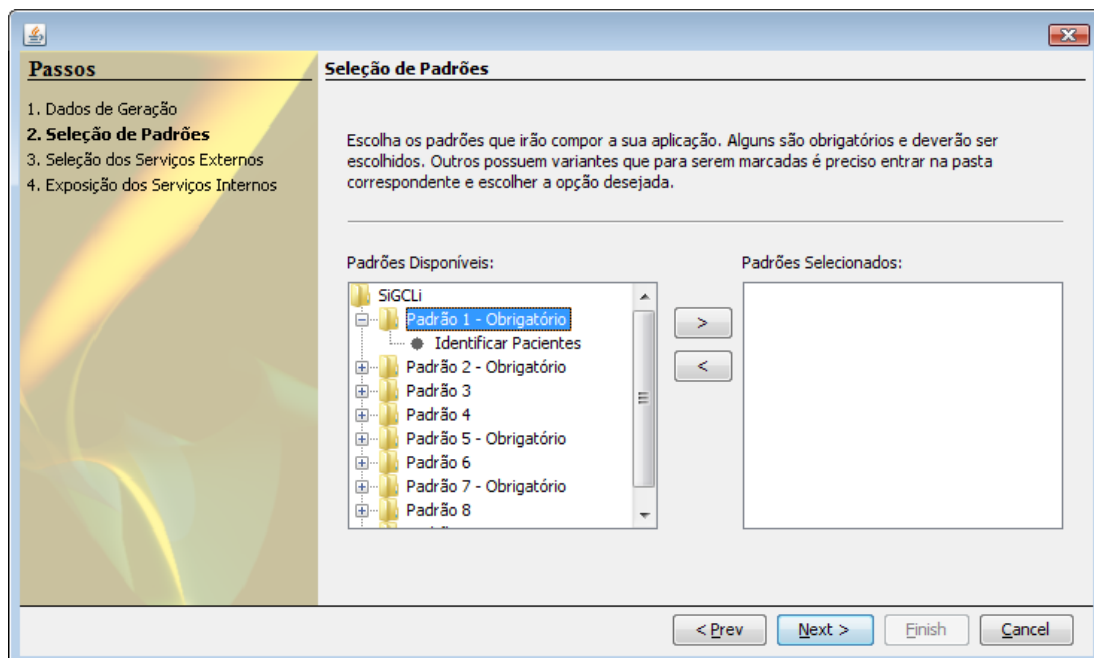 Passos
1. Dados de Geração
2. Seleção de Padrões
3. Seleção dos Serviços Externos
4. Exposição dos Serviços Internos
Seleção de Padrões
Escolha os padrões que irão compor a sua aplicação. Alguns são obrigatórios e deverão ser
escolhidos. Outros possuem variantes que para serem marcadas é preciso entrar na pasta
correspondente e escolher a opção desejada.
Padrões Disponíveis:
SiGCLi
Padrão 1 - Obrigatório
Identificar Pacientes
Padrão 2 - Obrigatório
Padrão 3
Padrão 4
Padrão 5 - Obrigatório
Padrão 6
Padrão 7 - Obrigatório
Padrão 8
>
<
Padrões Selecionados:
< Prev
Next >
Finish
Cancel